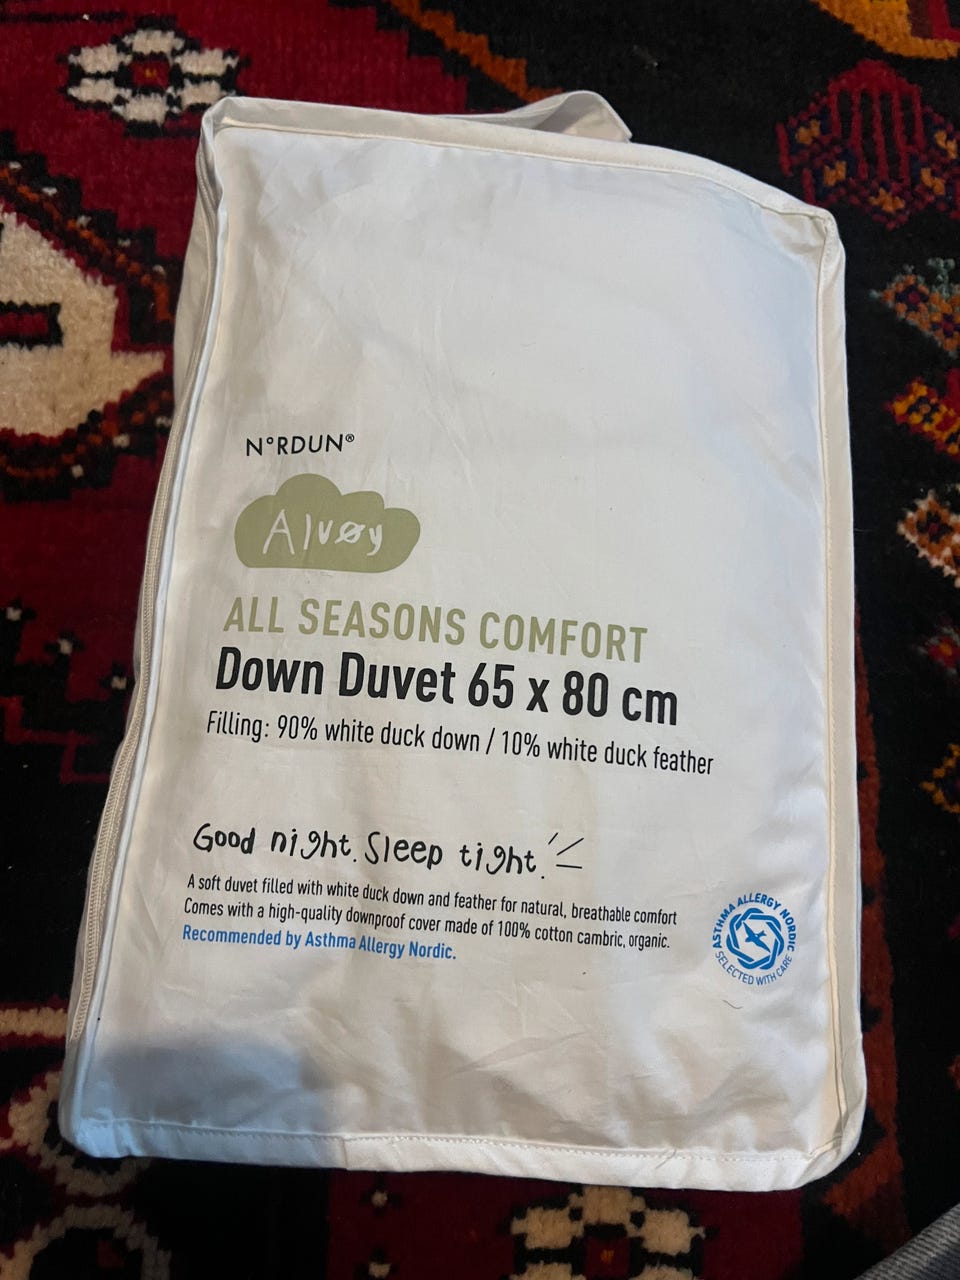 N°RDUN®
Alvøy
ALL SEASONS COMFORT
Down Duvet 65 x 80 cm
Filling: 90% white duck down / 10% white duck feather
Good night. Sleep tight.
A soft duvet filled with white duck down and feather for natural, breathable comfort
Comes with a high-quality downproof cover made of 100% cotton cambric, organic.
Recommended by Asthma Allergy Nordic.
ASTHMA ALLERGY NORDIC
SELECTED WITH CARE